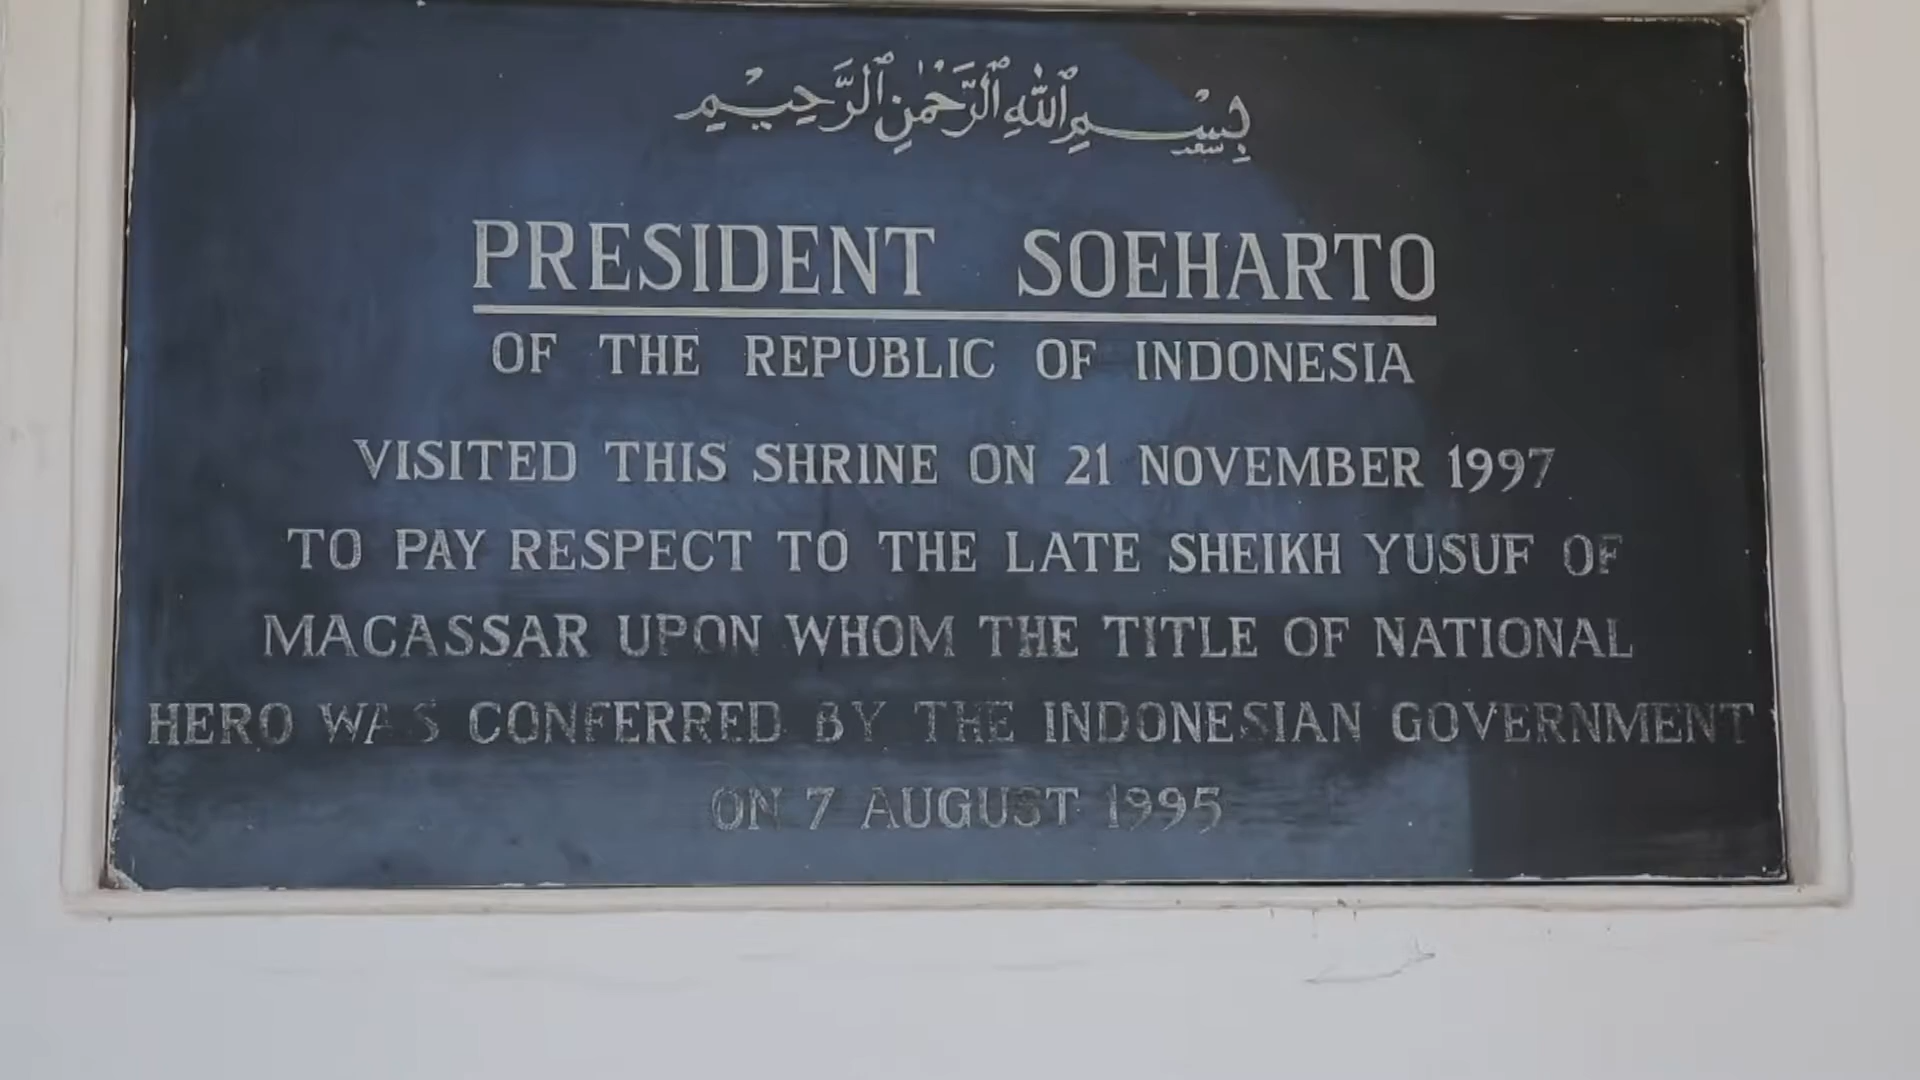 بِسْمِ ٱللَّهِ ٱلرَّحْمَٰنِ ٱلرَّحِيمِ
PRESIDENT SOEHARTO
OF THE REPUBLIC OF INDONESIA
VISITED THIS SHRINE ON 21 NOVEMBER 1997
TO PAY RESPECT TO THE LATE SHEIKH YUSUF OF
MACASSAR UPON WHOM THE TITLE OF NATIONAL
HERO WAS CONFERRED BY THE INDONESIAN GOVERNMENT
ON 7 AUGUST 1995